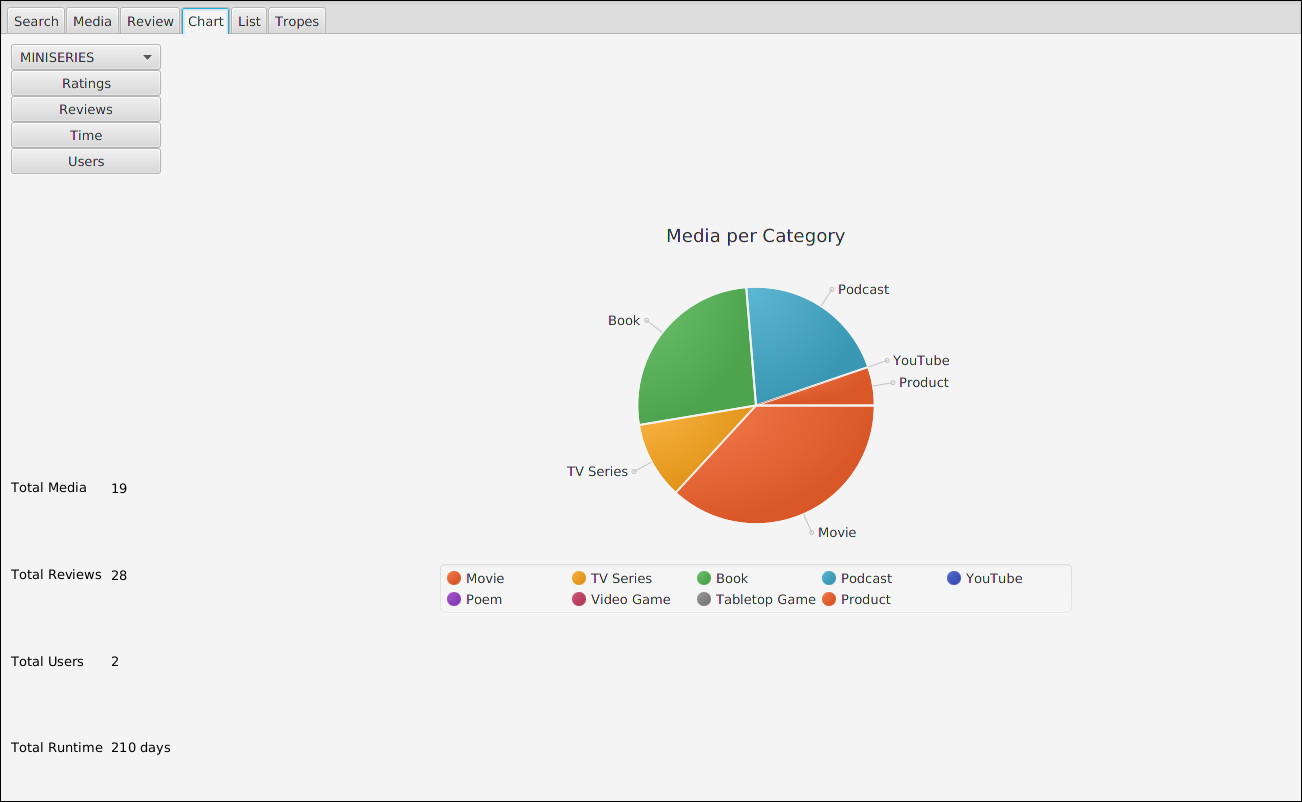 Search Media Review Chart List Tropes
MINISERIES
Ratings
Reviews
Time
Users
Media per Category
Podcast
Book
YouTube
Product
TV Series
Movie
Total Media 19
Total Reviews 28
Total Users 2
Total Runtime 210 days
Movie TV Series Book Podcast YouTube
Poem Video Game Tabletop Game Product